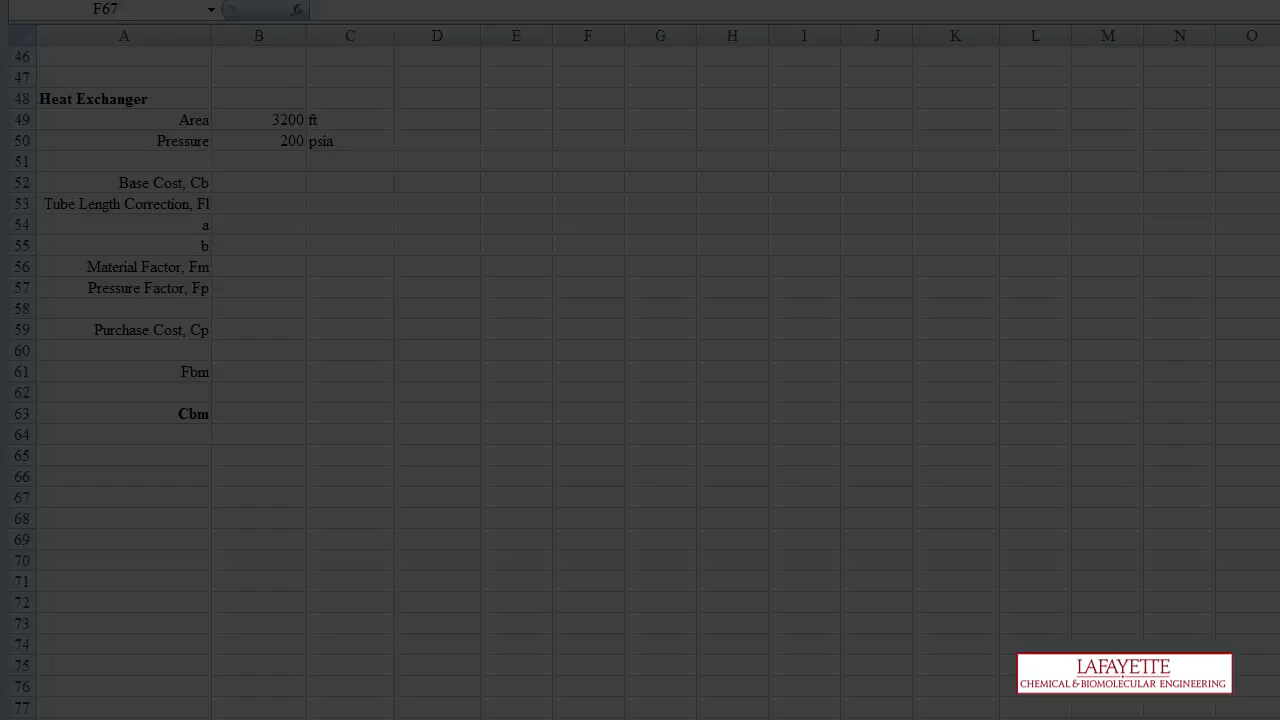 F67 fx
A B C D E F G H I J K L M N O
46
47
48 Heat Exchanger
49 Area 3200 ft
50 Pressure 200 psia
51
52 Base Cost, Cb
53 Tube Length Correction, Fl
54 a
55 b
56 Material Factor, Fm
57 Pressure Factor, Fp
58
59 Purchase Cost, Cp
60
61 Fbm
62
63 Cbm
64
65
66
67
68
69
70
71
72
73
74
75
76
77
LAFAYETTE
CHEMICAL & BIOMOLECULAR ENGINEERING